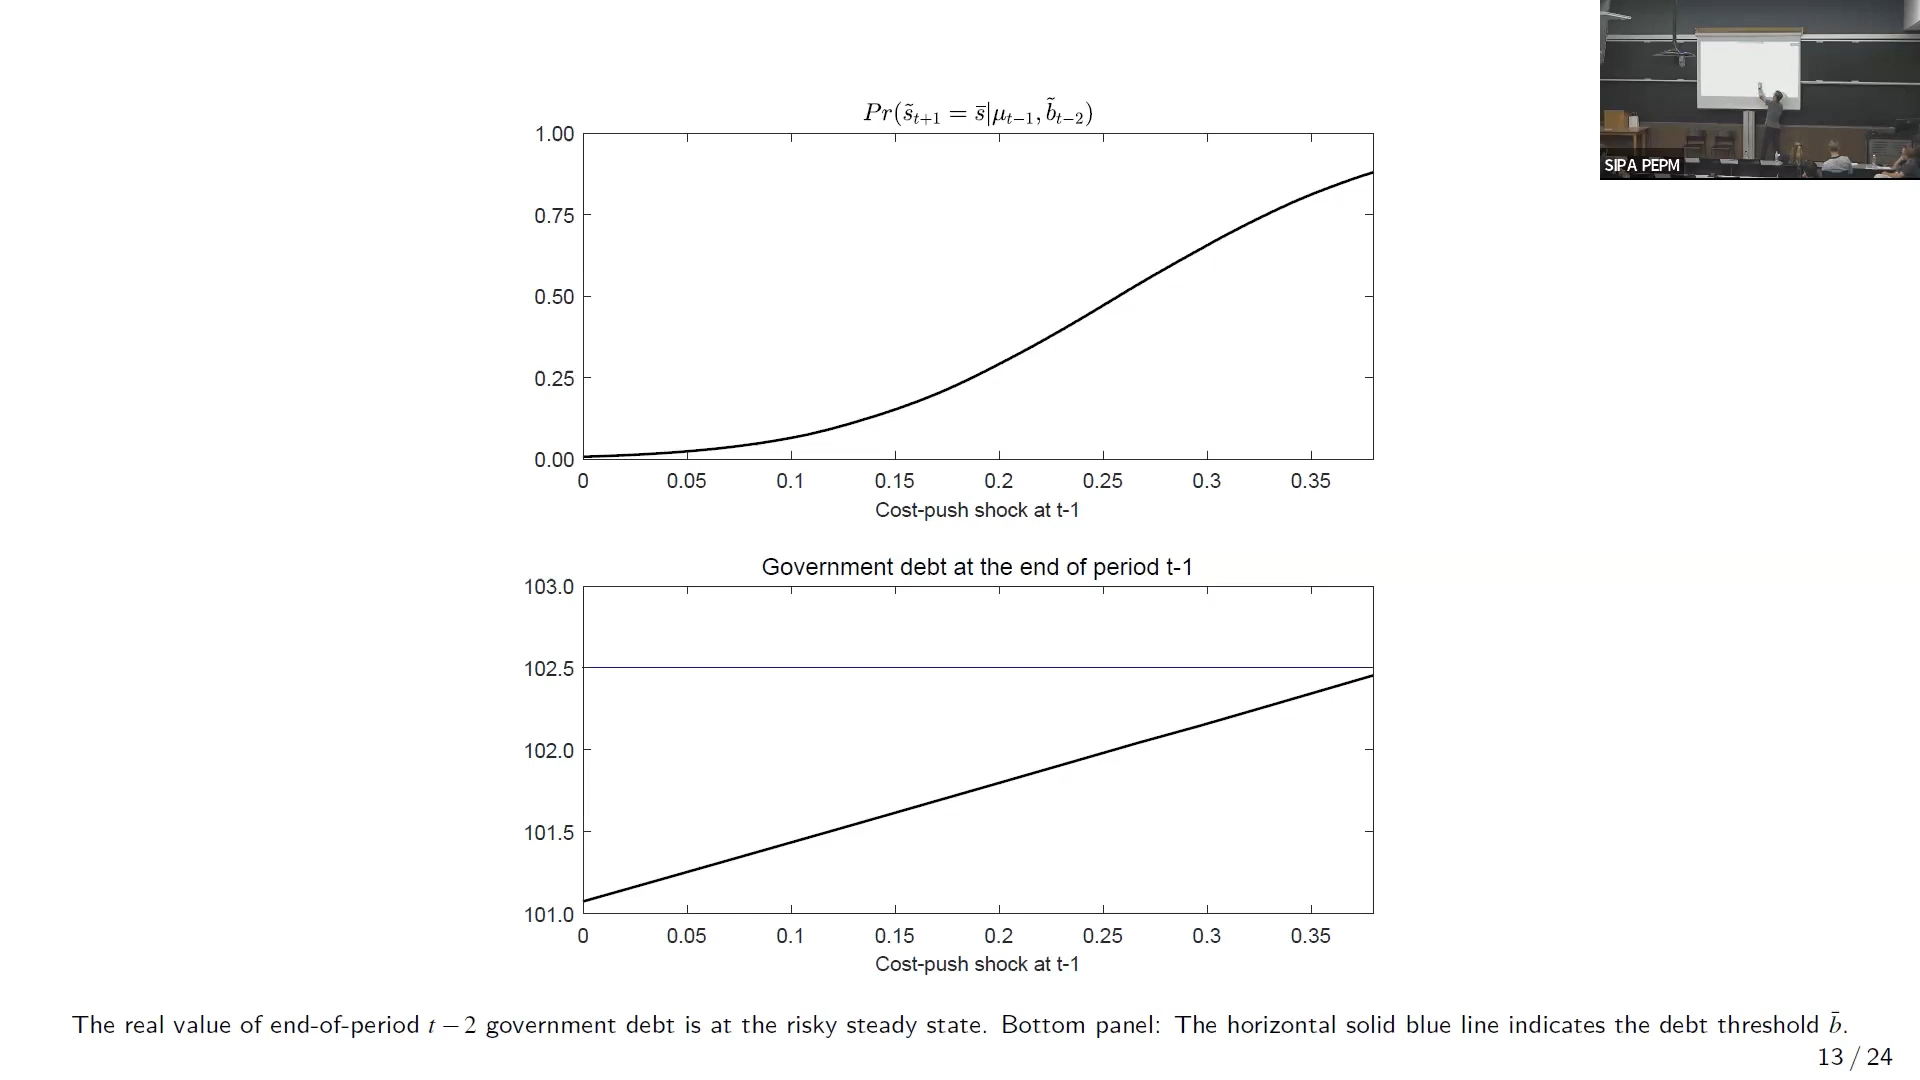 SIPA PEPM
Pr(s̃ₜ₊₁ = s̄|μₜ₋₁, b̃ₜ₋₂)
1.00
0.75
0.50
0.25
0.00
0 0.05 0.1 0.15 0.2 0.25 0.3 0.35
Cost-push shock at t-1
Government debt at the end of period t-1
103.0
102.5
102.0
101.5
101.0
0 0.05 0.1 0.15 0.2 0.25 0.3 0.35
Cost-push shock at t-1
The real value of end-of-period t − 2 government debt is at the risky steady state. Bottom panel: The horizontal solid blue line indicates the debt threshold b̄.
13 / 24